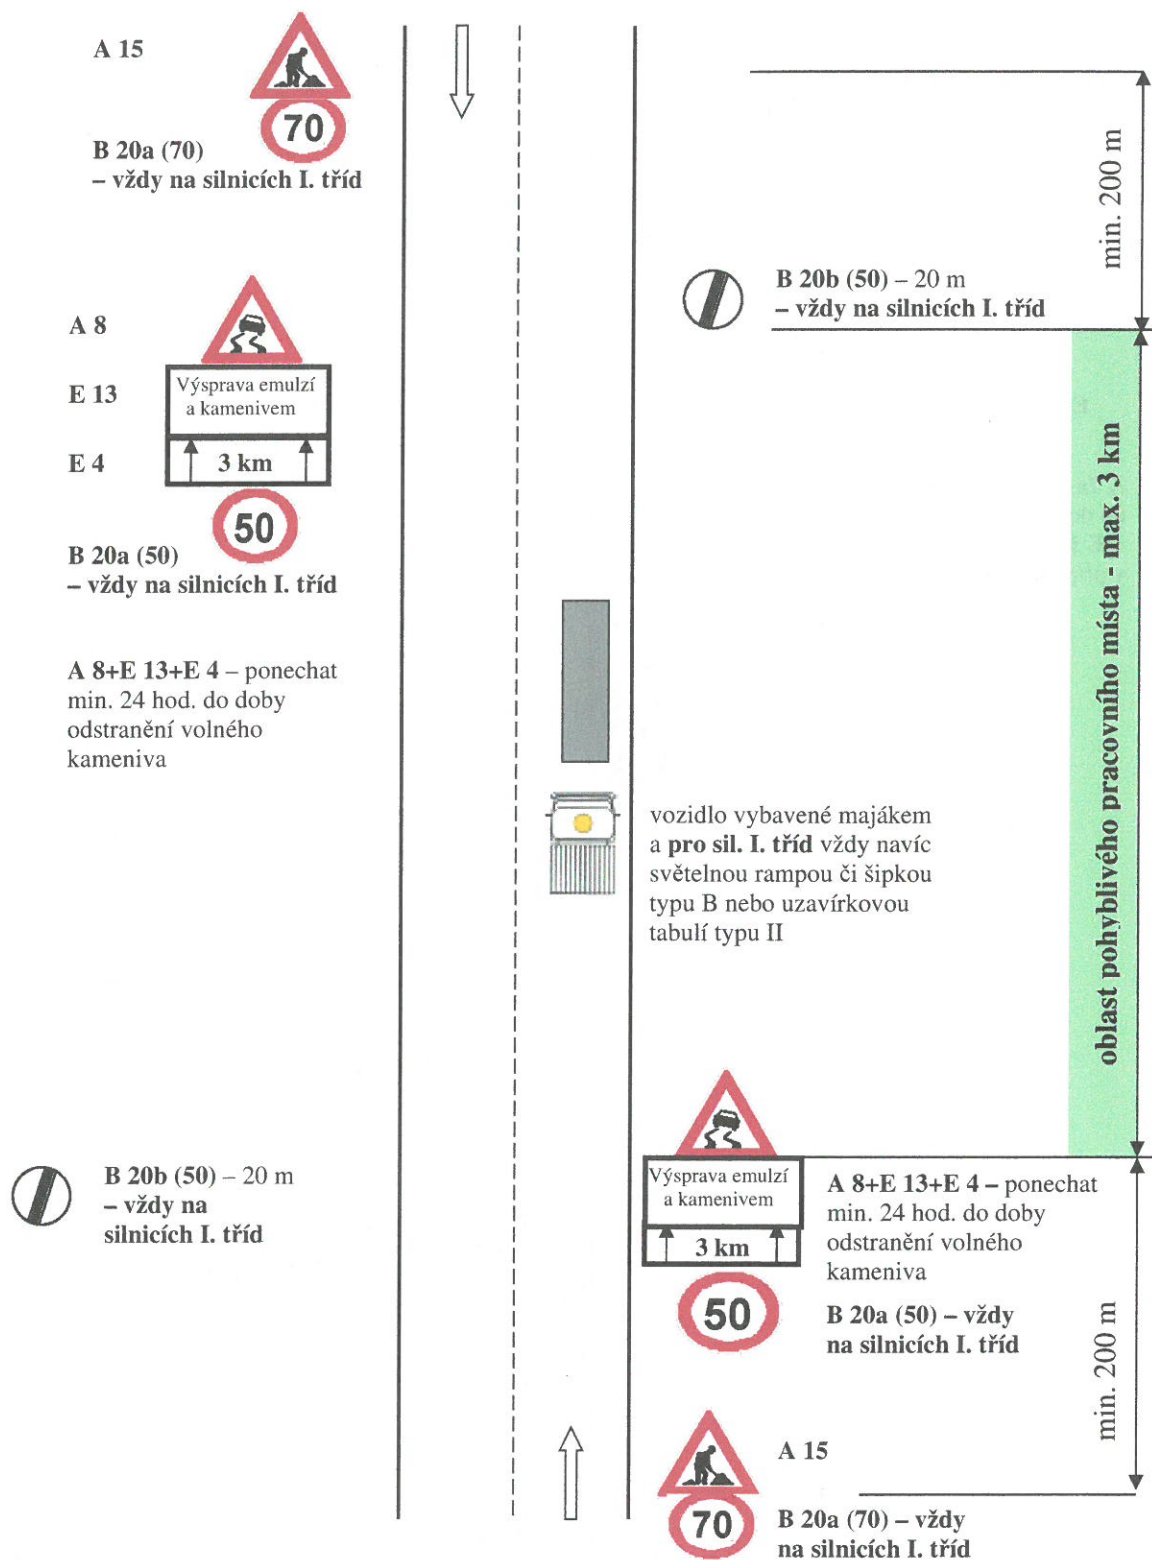 A 15
70
B 20a (70)
– vždy na silnicích I. tříd
min. 200 m
B 20b (50) – 20 m
– vždy na silnicích I. tříd
A 8
E 13
Výsprava emulzí
a kamenivem
E 4
3 km
50
B 20a (50)
– vždy na silnicích I. tříd
A 8+E 13+E 4 – ponechat
min. 24 hod. do doby
odstranění volného
kameniva
oblast pohyblivého pracovního místa - max. 3 km
vozidlo vybavené majákem
a pro sil. I. tříd vždy navíc
světelnou rampou či šipkou
typu B nebo uzavírkovou
tabulí typu II
B 20b (50) – 20 m
– vždy na
silnicích I. tříd
Výsprava emulzí
a kamenivem
3 km
50
A 8+E 13+E 4 – ponechat
min. 24 hod. do doby
odstranění volného
kameniva
B 20a (50) – vždy
na silnicích I. tříd
min. 200 m
A 15
70
B 20a (70) – vždy
na silnicích I. tříd